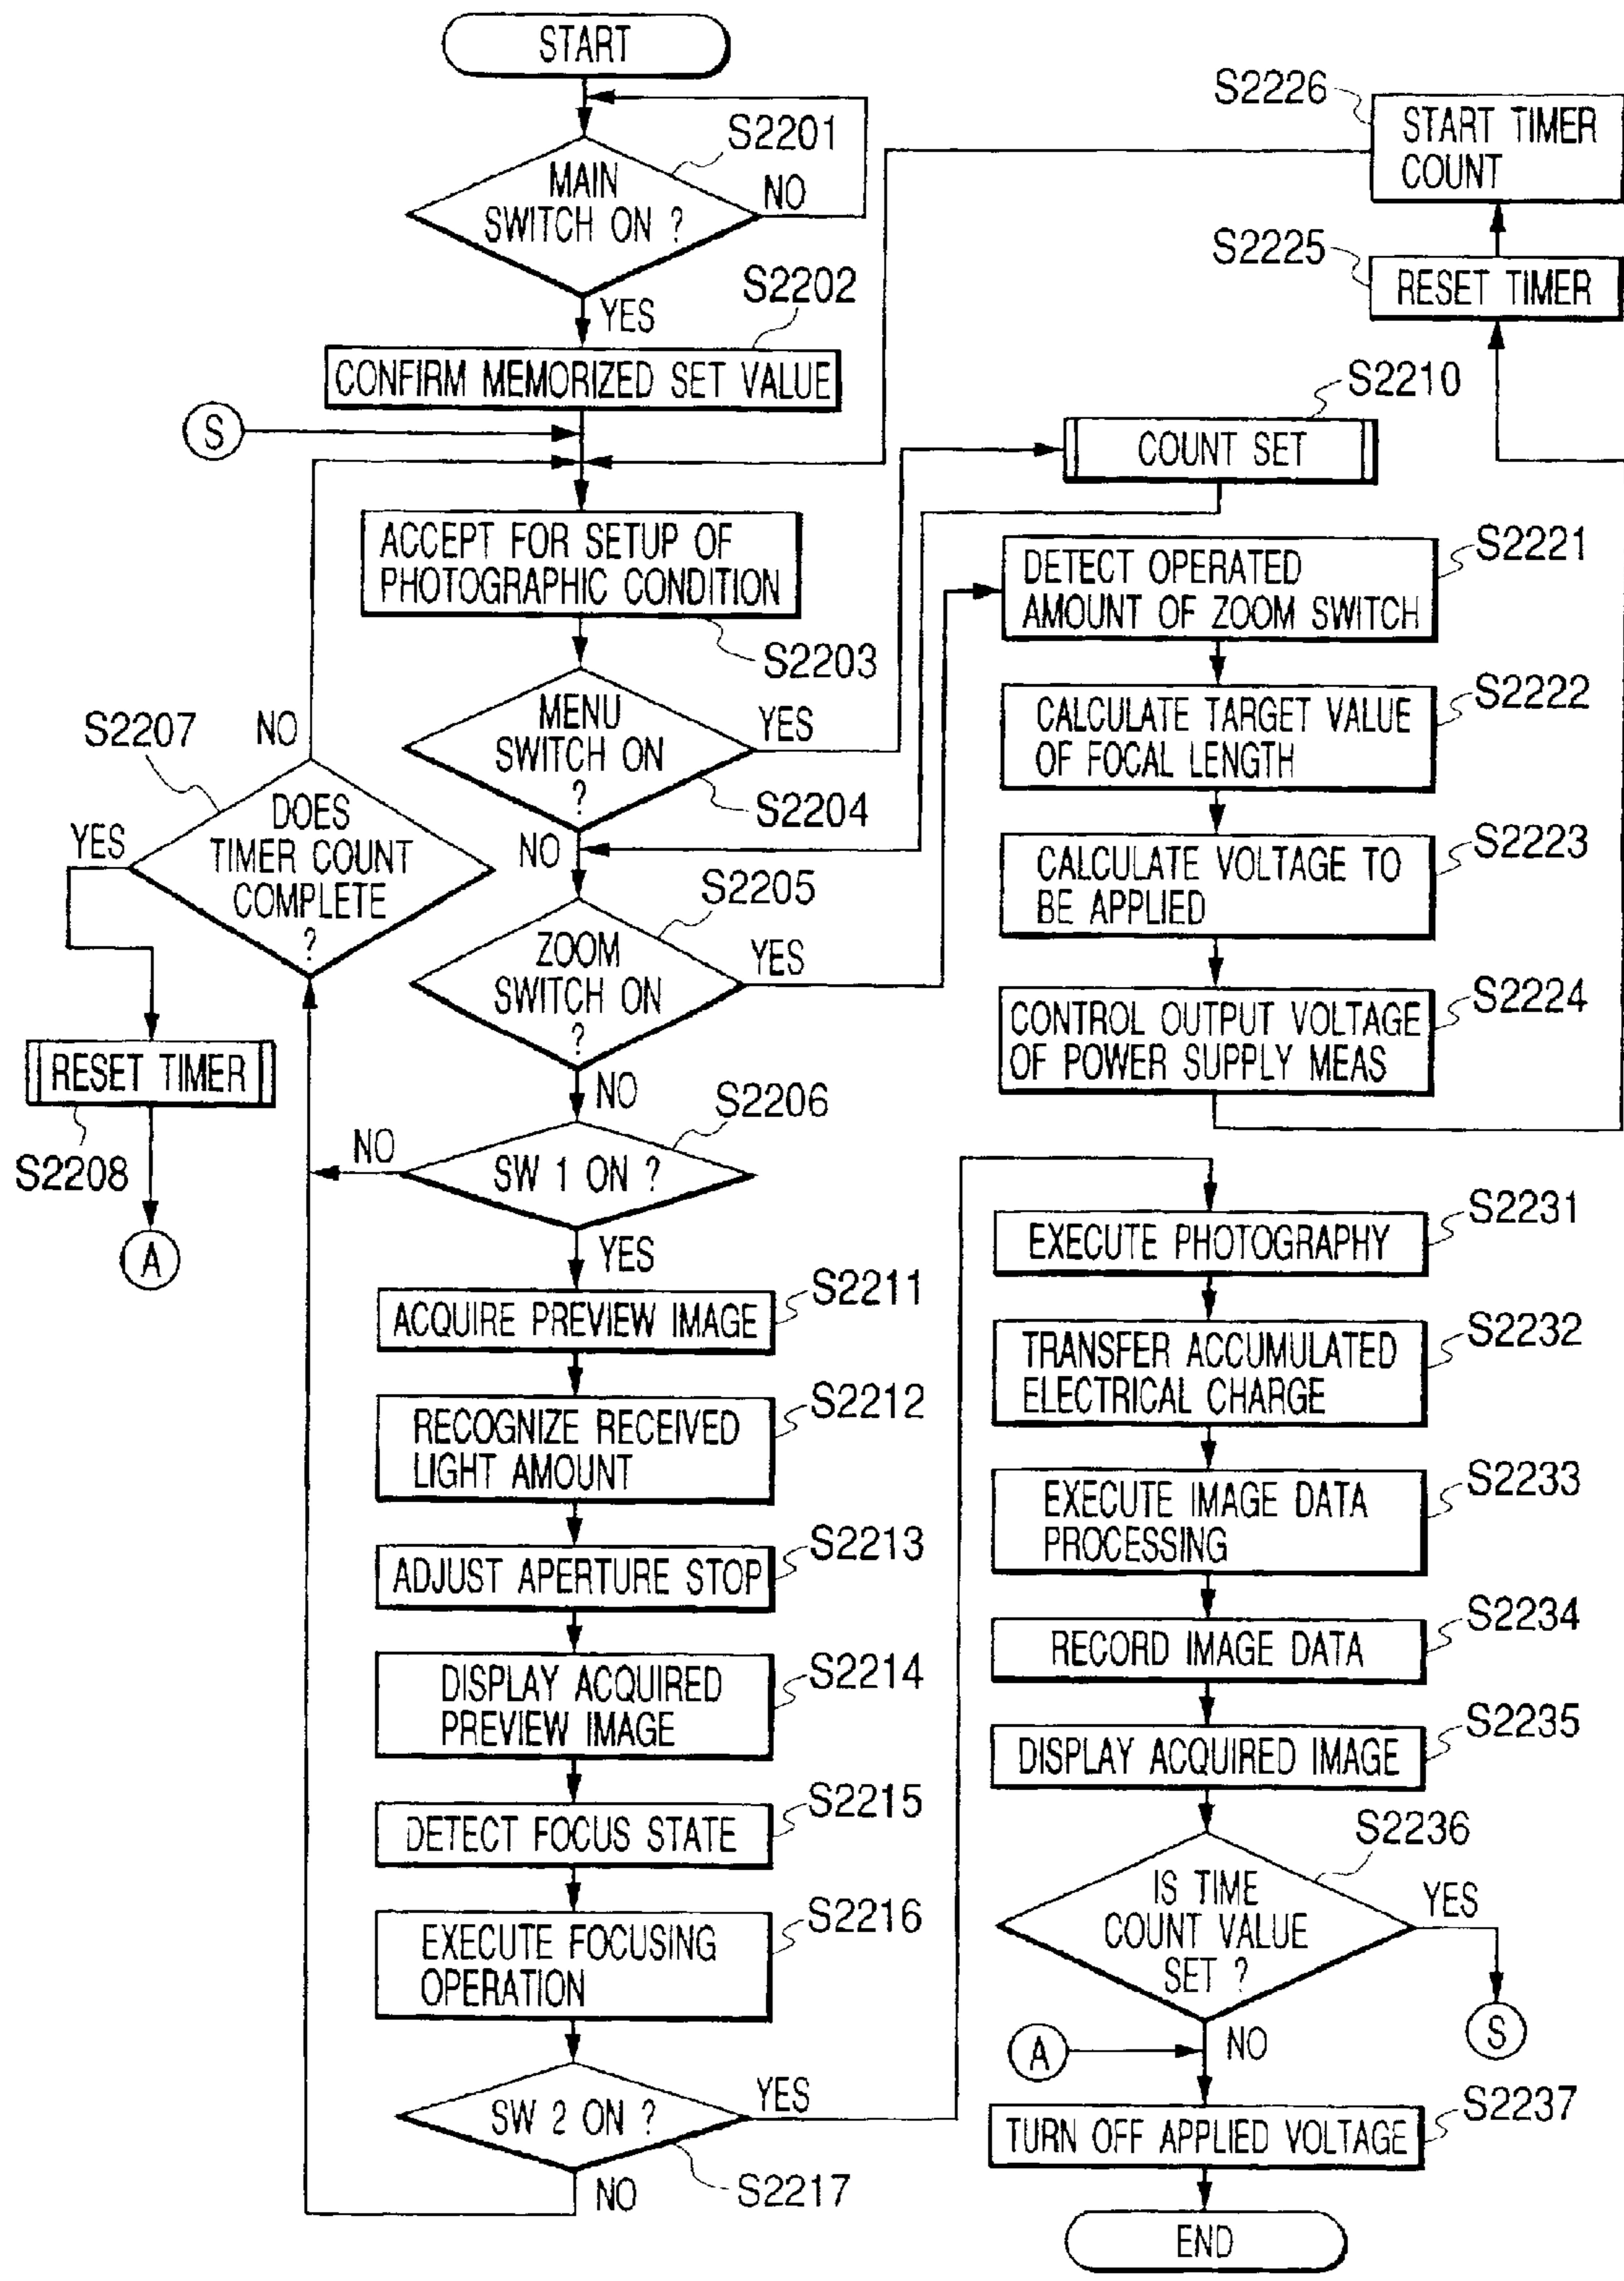 START
S2201
MAIN
SWITCH ON ?
NO
YES
S2202
CONFIRM MEMORIZED SET VALUE
S
ACCEPT FOR SETUP OF
PHOTOGRAPHIC CONDITION
S2203
MENU
SWITCH ON
?
YES
S2204
NO
S2207
NO
DOES
TIMER COUNT
COMPLETE
?
YES
RESET TIMER
S2208
A
S2205
ZOOM
SWITCH ON
?
YES
NO
S2206
SW 1 ON ?
NO
YES
ACQUIRE PREVIEW IMAGE
S2211
RECOGNIZE RECEIVED
LIGHT AMOUNT
S2212
ADJUST APERTURE STOP
S2213
DISPLAY ACQUIRED
PREVIEW IMAGE
S2214
DETECT FOCUS STATE
S2215
EXECUTE FOCUSING
OPERATION
S2216
SW 2 ON ?
YES
NO
S2217
S2226
START TIMER
COUNT
S2225
RESET TIMER
S2210
COUNT SET
DETECT OPERATED
AMOUNT OF ZOOM SWITCH
S2221
CALCULATE TARGET VALUE
OF FOCAL LENGTH
S2222
CALCULATE VOLTAGE TO
BE APPLIED
S2223
CONTROL OUTPUT VOLTAGE
OF POWER SUPPLY MEAS
S2224
EXECUTE PHOTOGRAPHY
S2231
TRANSFER ACCUMULATED
ELECTRICAL CHARGE
S2232
EXECUTE IMAGE DATA
PROCESSING
S2233
RECORD IMAGE DATA
S2234
DISPLAY ACQUIRED IMAGE
S2235
S2236
IS TIME
COUNT VALUE
SET ?
YES
S
A
NO
TURN OFF APPLIED VOLTAGE
S2237
END